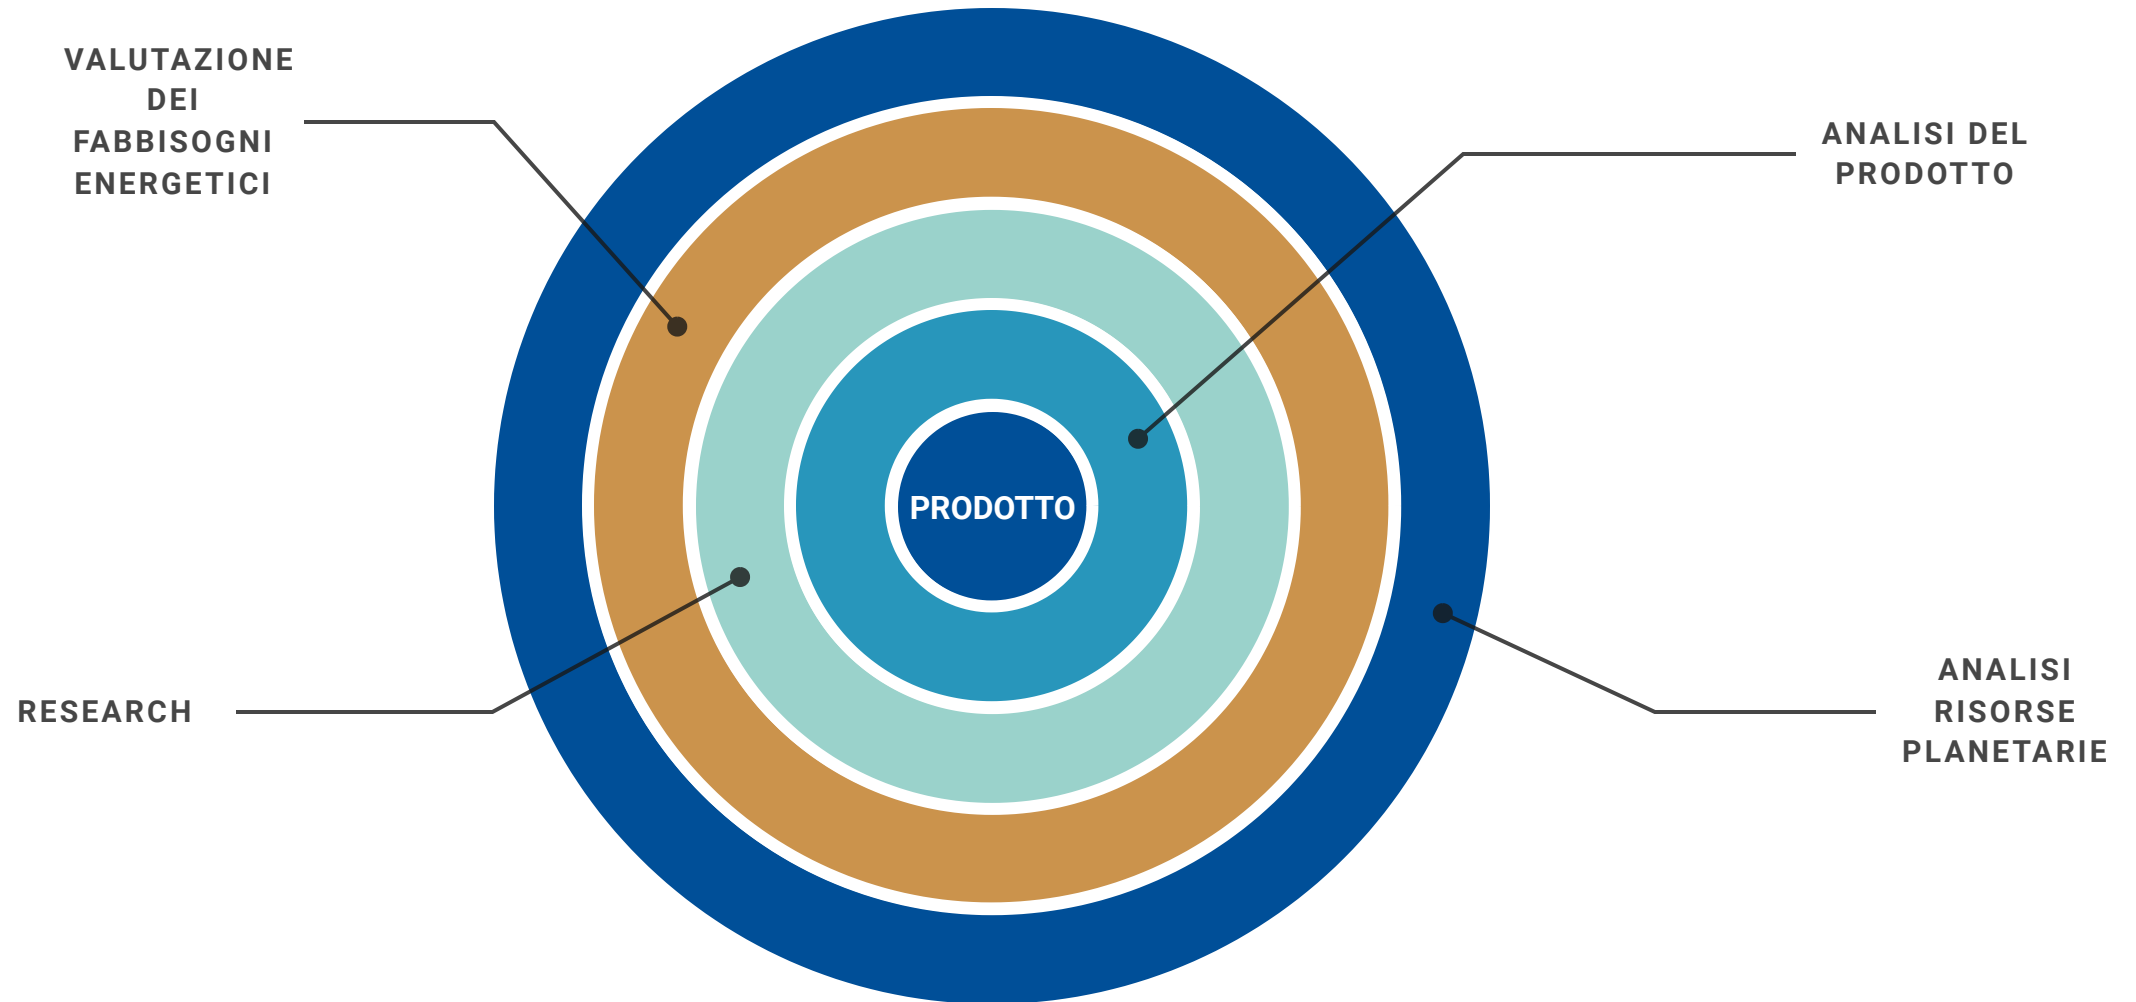 VALUTAZIONE
DEI
FABBISOGNI
ENERGETICI
ANALISI DEL
PRODOTTO
PRODOTTO
RESEARCH
ANALISI
RISORSE
PLANETARIE